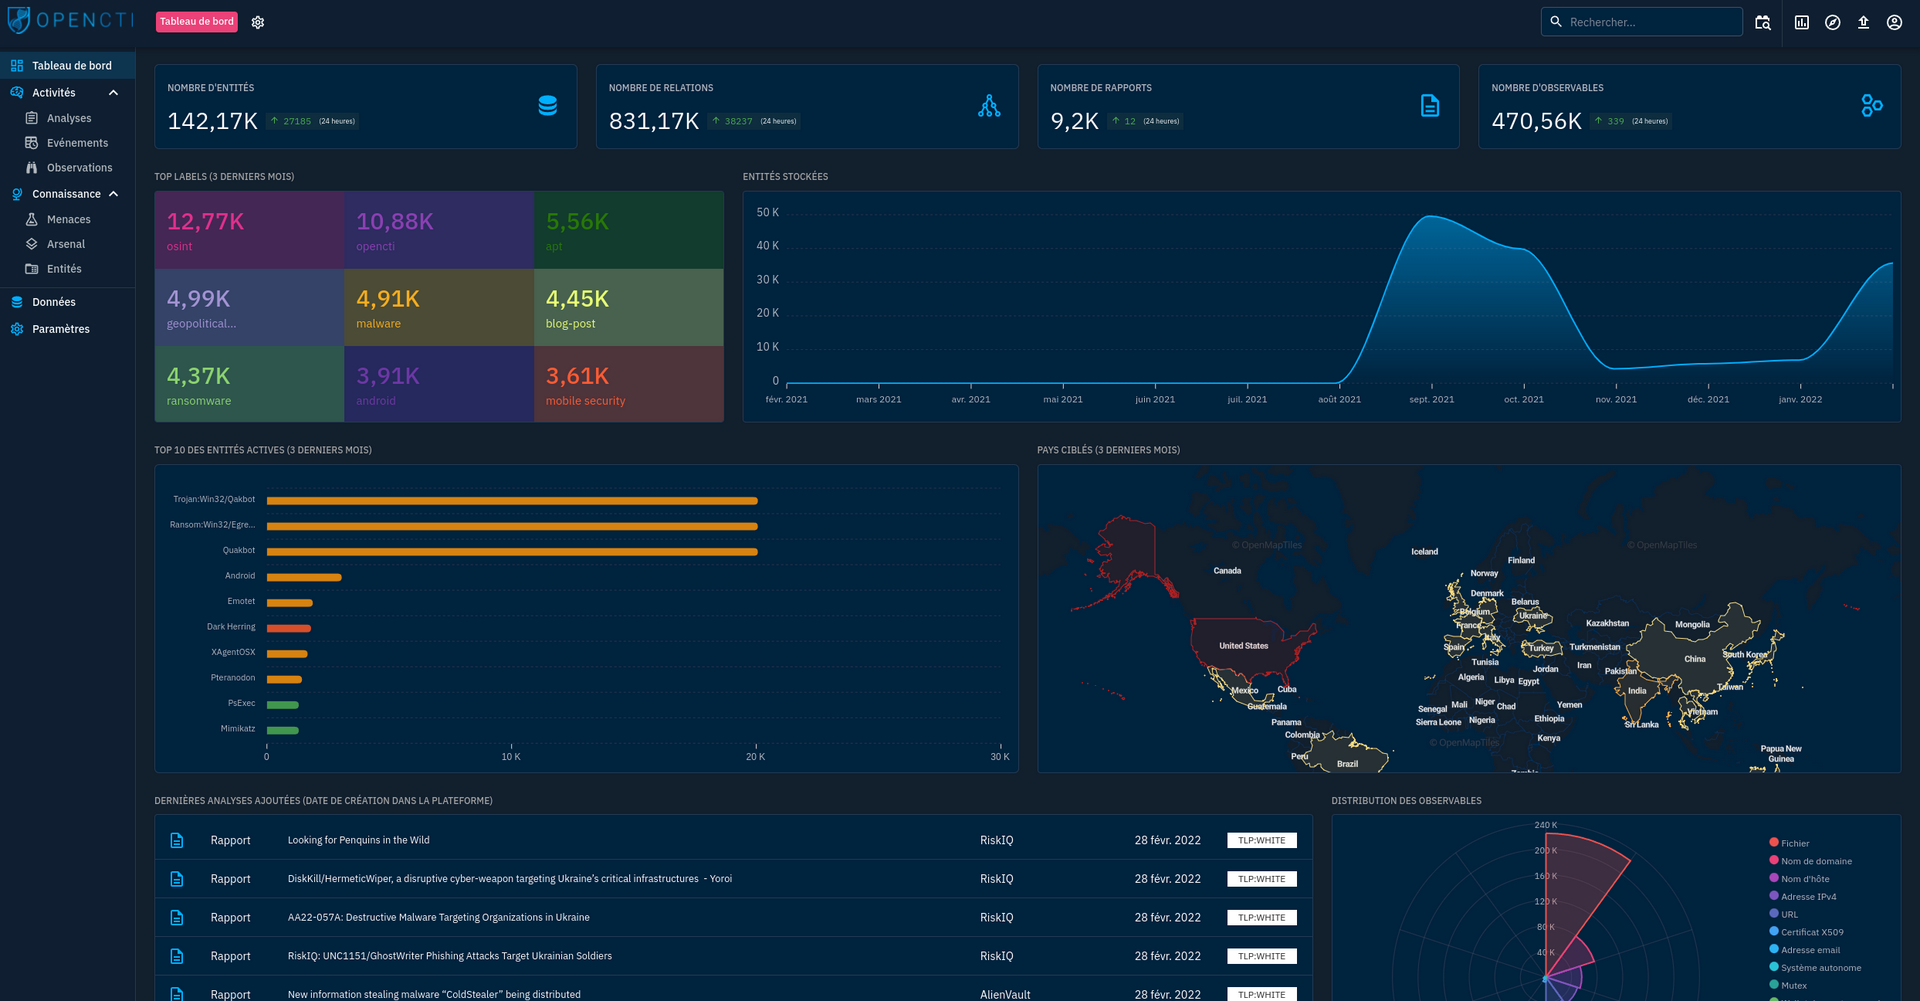 OPENCTI
Tableau de bord
Rechercher...
Tableau de bord
Activités
Analyses
Evénements
Observations
Connaissance
Menaces
Arsenal
Entités
Données
Paramètres
NOMBRE D'ENTITÉS
142,17K 27185 (24 heures)
NOMBRE DE RELATIONS
831,17K 38237 (24 heures)
NOMBRE DE RAPPORTS
9,2K 12 (24 heures)
NOMBRE D'OBSERVABLES
470,56K 339 (24 heures)
TOP LABELS (3 DERNIERS MOIS)
12,77K
osint
10,88K
opencti
5,56K
apt
4,99K
geopolitical...
4,91K
malware
4,45K
blog-post
4,37K
ransomware
3,91K
android
3,61K
mobile security
ENTITÉS STOCKÉES
50 K
40 K
30 K
20 K
10 K
0
févr. 2021 mars 2021 avr. 2021 mai 2021 juin 2021 juil. 2021 août 2021 sept. 2021 oct. 2021 nov. 2021 déc. 2021 janv. 2022
TOP 10 DES ENTITÉS ACTIVES (3 DERNIERS MOIS)
Trojan:Win32/Qakbot
Ransom:Win32/Egre...
Quakbot
Android
Emotet
Dark Herring
XAgentOSX
Pteranodon
PsExec
Mimikatz
0 10 K 20 K 30 K
PAYS CIBLÉS (3 DERNIERS MOIS)
© OpenMapTiles
© OpenMapTiles
Iceland
Finland
Canada
Norway
Denmark
Belarus
Belgium
Ukraine
France
Kazakhstan
Mongolia
Italy
United States
Spain
Turkey
Turkmenistan
China
South Korea
Tunisia
Jordan
Iran
Pakistan
Algeria
Libya
Egypt
Mexico
Cuba
India
Taiwan
Guatemala
Senegal
Mali
Niger
Chad
Yemen
Vietnam
Panama
Sierra Leone
Nigeria
Ethiopia
Sri Lanka
Colombia
Kenya
© OpenMapTiles
Papua New
Guinea
Peru
Brazil
DERNIÈRES ANALYSES AJOUTÉES (DATE DE CRÉATION DANS LA PLATEFORME)
Rapport Looking for Penquins in the Wild RiskIQ 28 févr. 2022 TLP:WHITE
Rapport DiskKill/HermeticWiper, a disruptive cyber-weapon targeting Ukraine’s critical infrastructures - Yoroi RiskIQ 28 févr. 2022 TLP:WHITE
Rapport AA22-057A: Destructive Malware Targeting Organizations in Ukraine RiskIQ 28 févr. 2022 TLP:WHITE
Rapport RiskIQ: UNC1151/GhostWriter Phishing Attacks Target Ukrainian Soldiers RiskIQ 28 févr. 2022 TLP:WHITE
Rapport New information stealing malware “ColdStealer” being distributed AlienVault 28 févr. 2022 TLP:WHITE
DISTRIBUTION DES OBSERVABLES
240 K
200 K
160 K
120 K
80 K
40 K
Fichier
Nom de domaine
Nom d'hôte
Adresse IPv4
URL
Certificat X509
Adresse email
Système autonome
Mutex